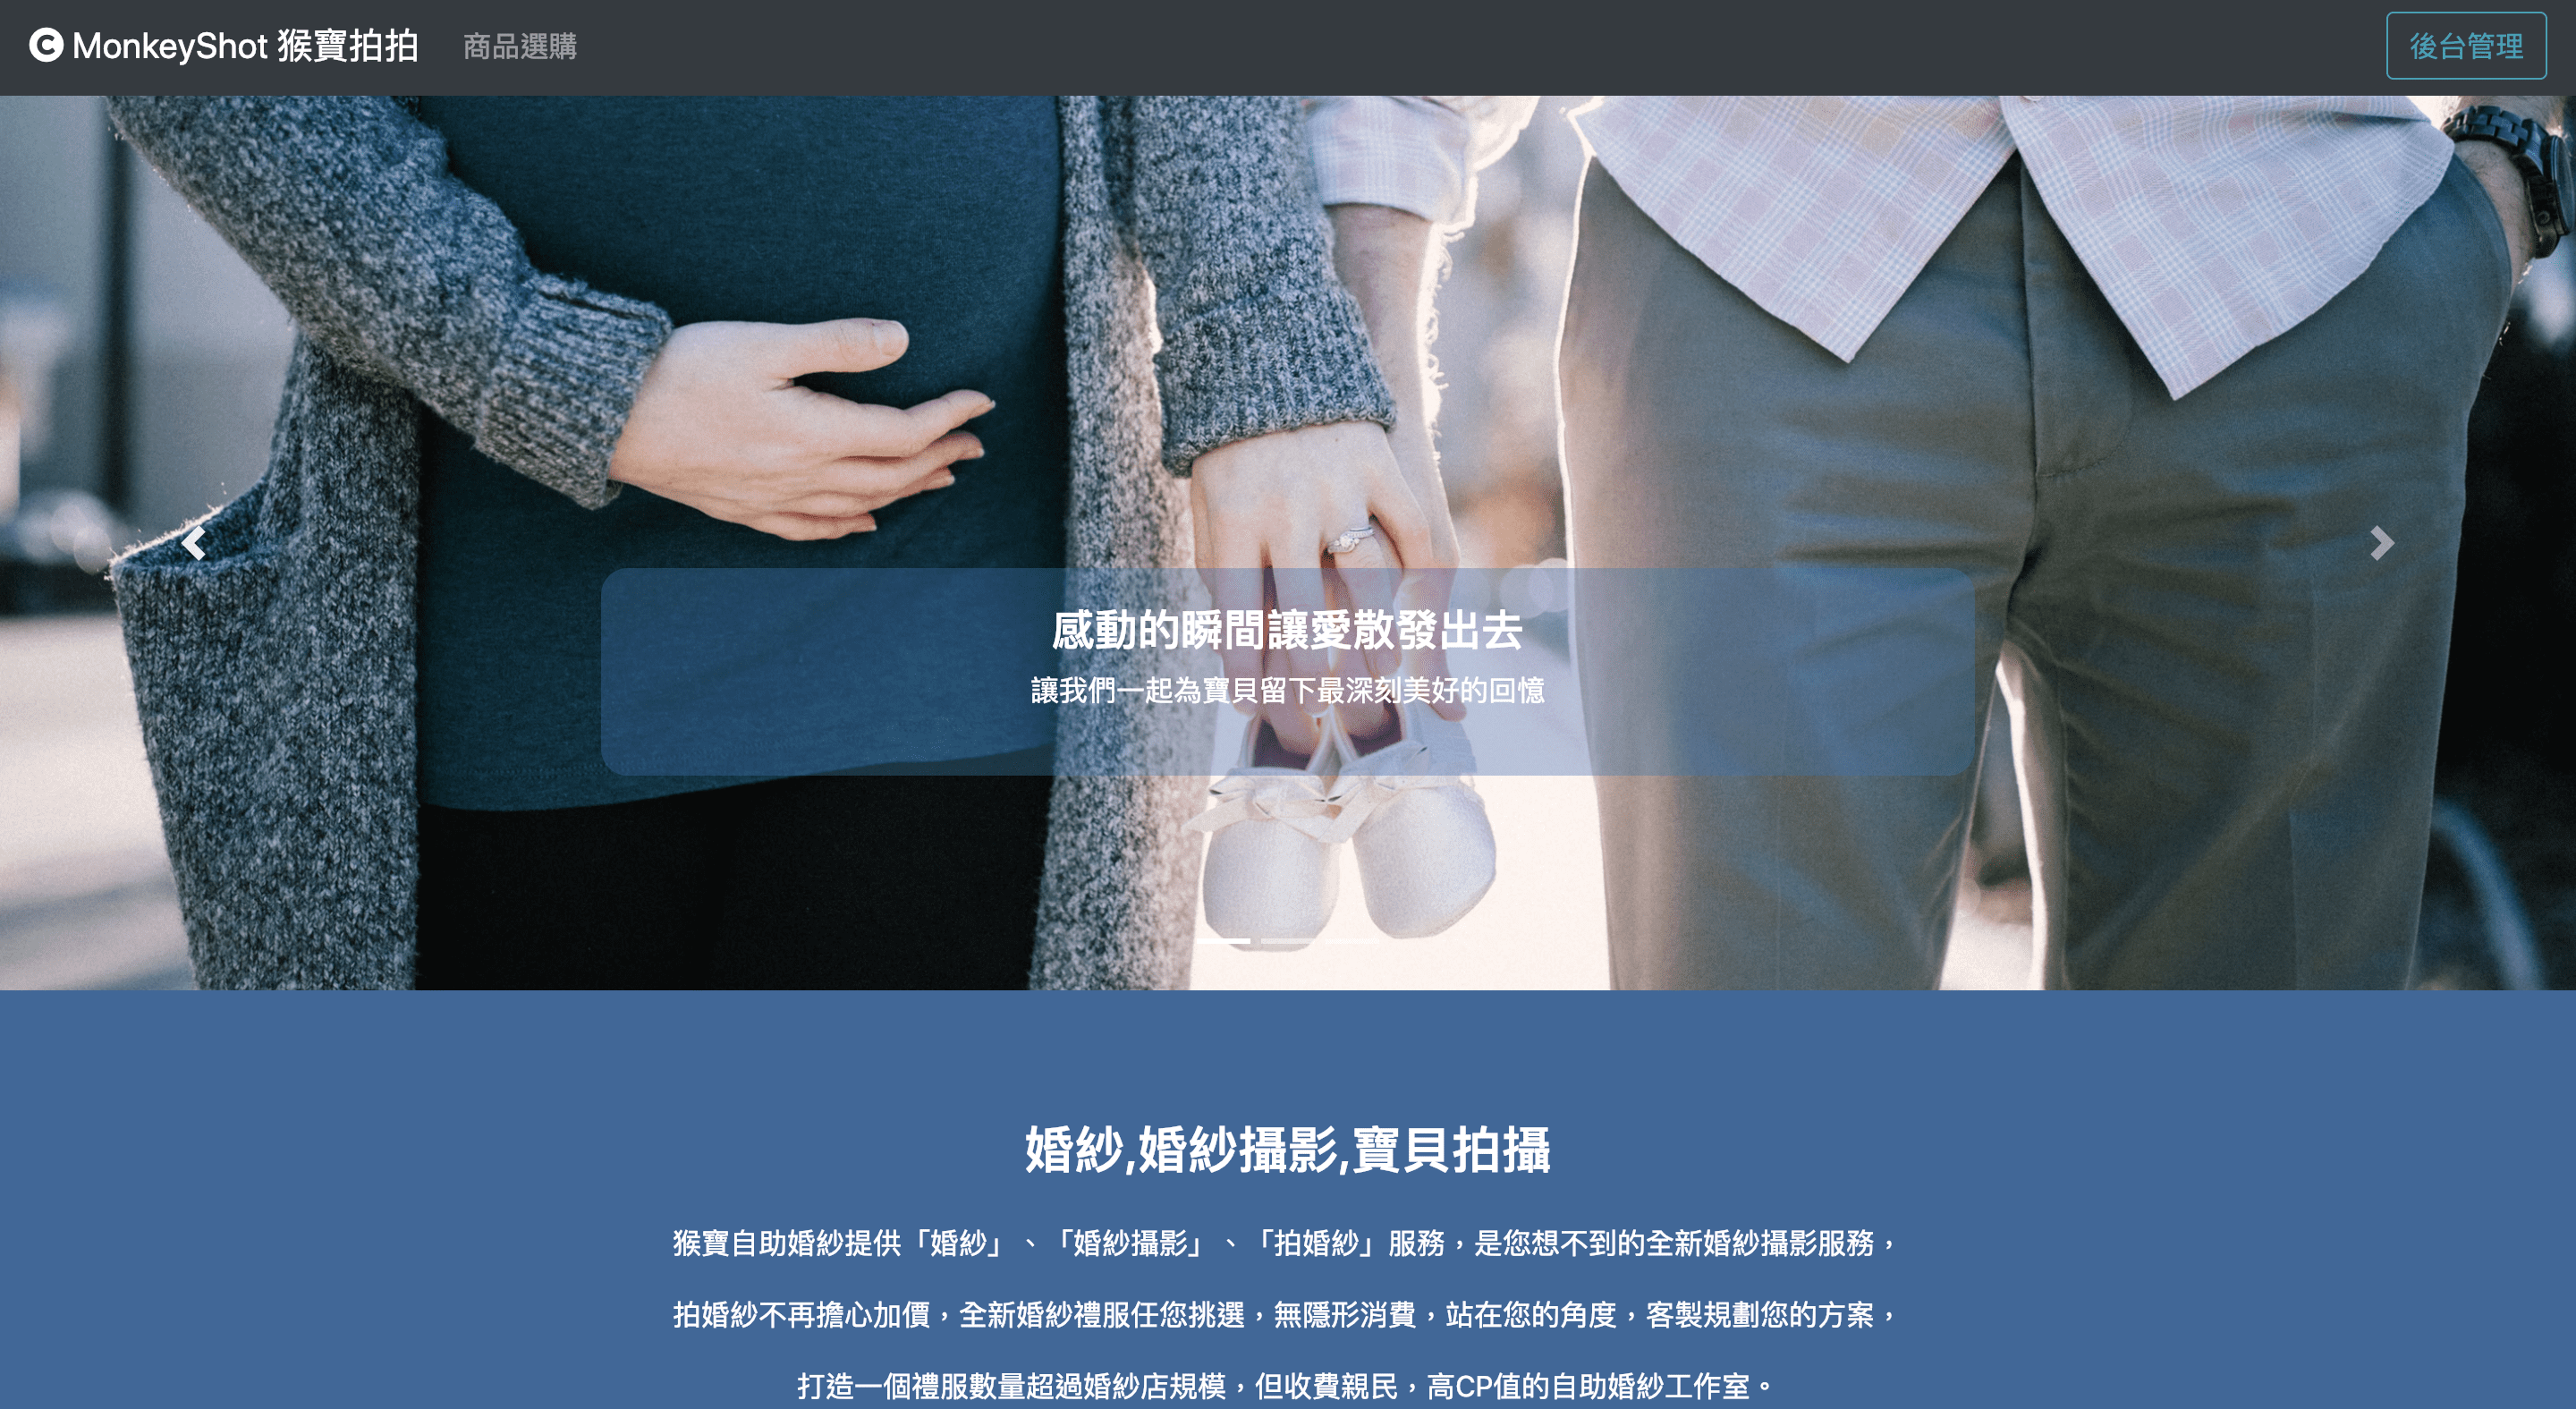 MonkeyShot 猴寶拍拍
商品選購
後台管理
感動的瞬間讓愛散發出去
讓我們一起為寶貝留下最深刻美好的回憶
婚紗,婚紗攝影,寶貝拍攝
猴寶自助婚紗提供「婚紗」、「婚紗攝影」、「拍婚紗」服務，是您想不到的全新婚紗攝影服務，
拍婚紗不再擔心加價，全新婚紗禮服任您挑選，無隱形消費，站在您的角度，客製規劃您的方案，
打造一個禮服數量超過婚紗店規模，但收費親民，高CP值的自助婚紗工作室。